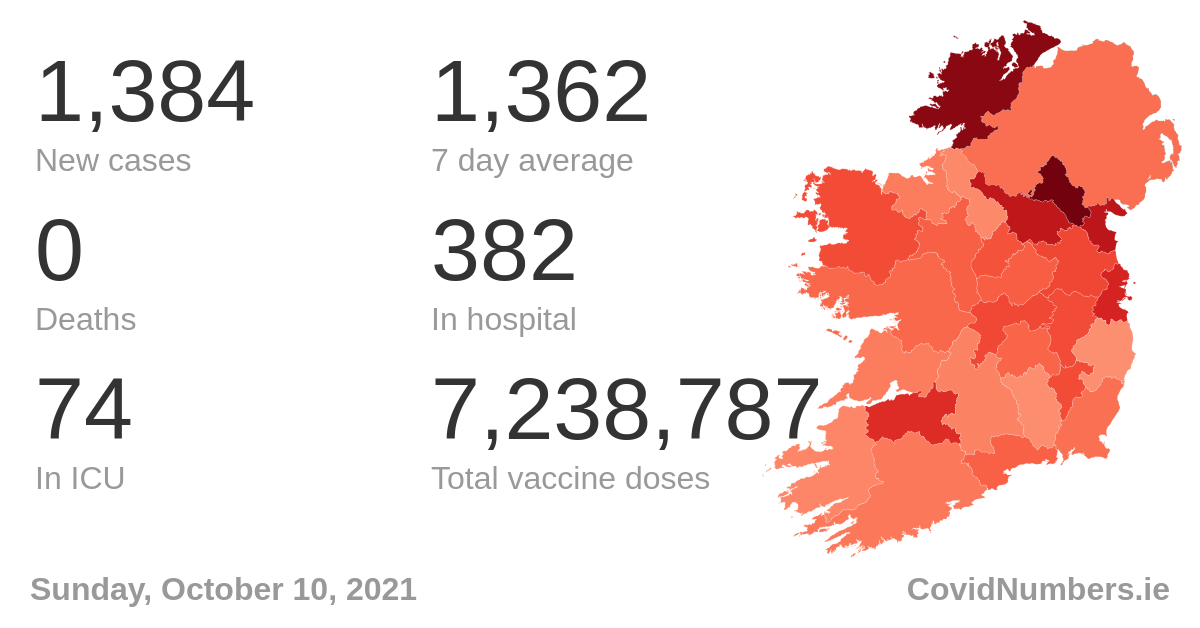 1,384
New cases
1,362
7 day average
0
Deaths
382
In hospital
74
In ICU
7,238,787
Total vaccine doses
Sunday, October 10, 2021
CovidNumbers.ie